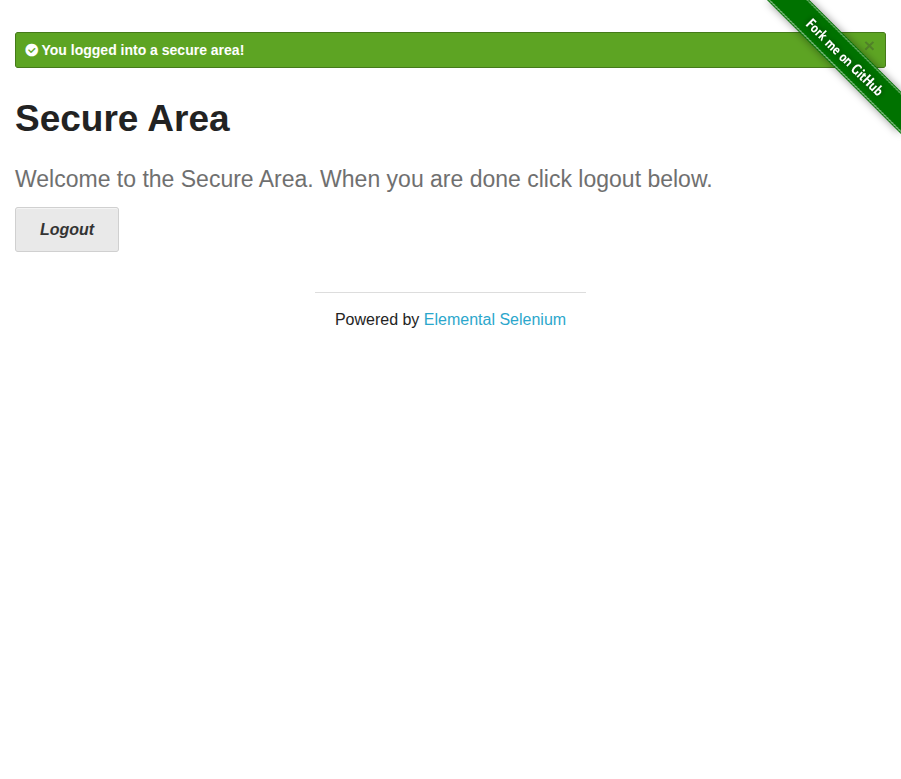 You logged into a secure area!
×
Fork me on GitHub
Secure Area
Welcome to the Secure Area. When you are done click logout below.
Logout
Powered by Elemental Selenium